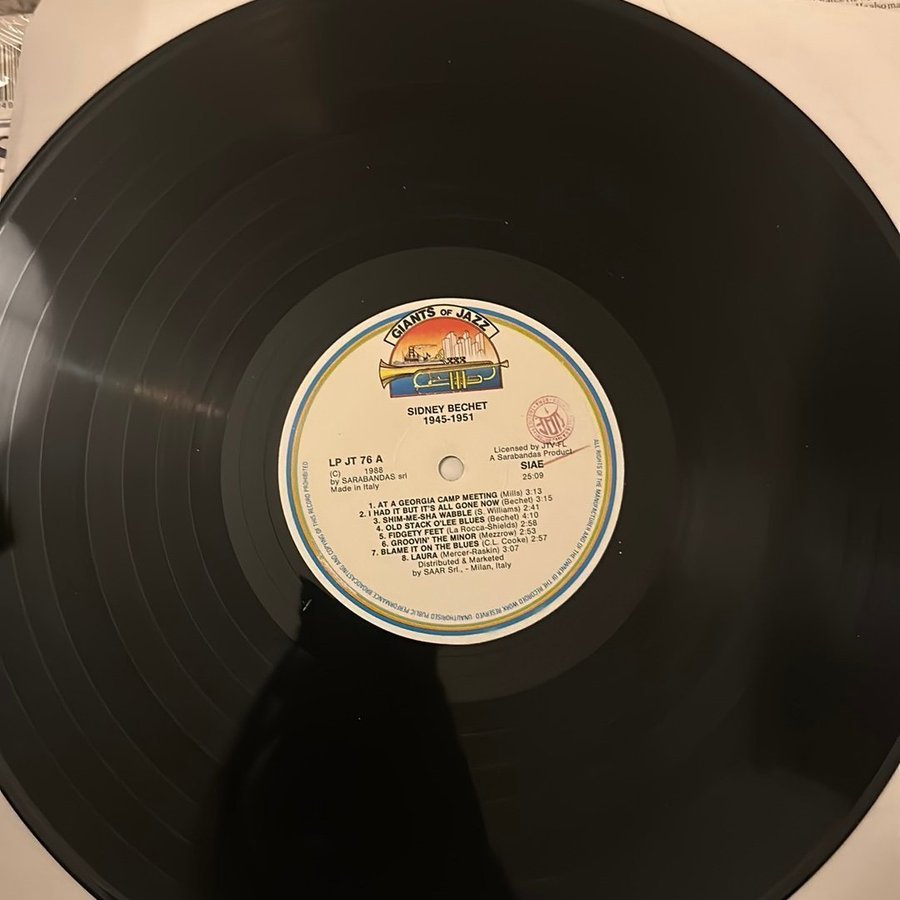 GIANTS OF JAZZ
SIDNEY BECHET
1945-1951
LP JT 76 A
(C) 1988
by SARABANDAS srl
Made in Italy
Licensed by JTV-FL
A Sarabandas Product
SIAE
25:09
1. AT A GEORGIA CAMP MEETING (Mills) 3:13
2. I HAD IT BUT IT'S ALL GONE NOW (Bechet) 3:15
3. SHIM-ME-SHA WABBLE (S. Williams) 2:41
4. OLD STACK O'LEE BLUES (Bechet) 4:10
5. FIDGETY FEET (La Rocca-Shields) 2:58
6. GROOVIN' THE MINOR (Mezzrow) 2:53
7. BLAME IT ON THE BLUES (C.L. Cooke) 2:57
8. LAURA (Mercer-Raskin) 3:07
Distributed & Marketed
by SAAR Srl., - Milan, Italy
ALL RIGHTS OF THE MANUFACTURER AND OF THE OWNER OF THE RECORDED WORK RESERVED. UNAUTHORISED PUBLIC PERFORMANCE BROADCASTING AND COPYING OF THIS RECORD PROHIBITED